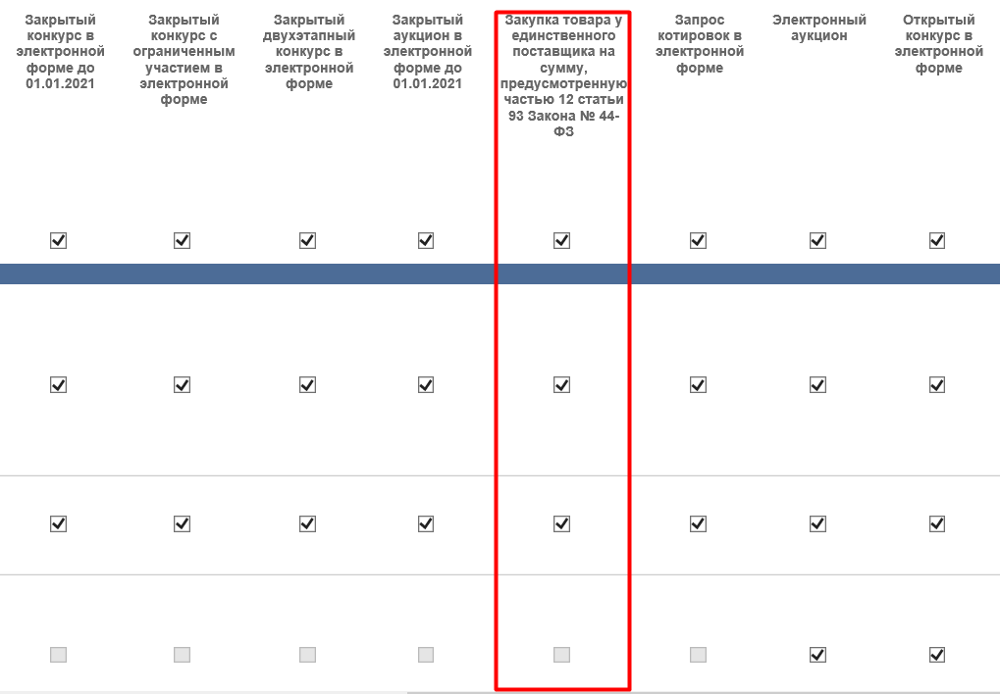 Закрытый
конкурс в
электронной
форме до
01.01.2021
Закрытый
конкурс с
ограниченным
участием в
электронной
форме
Закрытый
двухэтапный
конкурс в
электронной
форме
Закрытый
аукцион в
электронной
форме до
01.01.2021
Закупка товара у
единственного
поставщика на
сумму,
предусмотренную
частью 12 статьи
93 Закона № 44-
ФЗ
Запрос
котировок в
электронной
форме
Электронный
аукцион
Открытый
конкурс в
электронной
форме